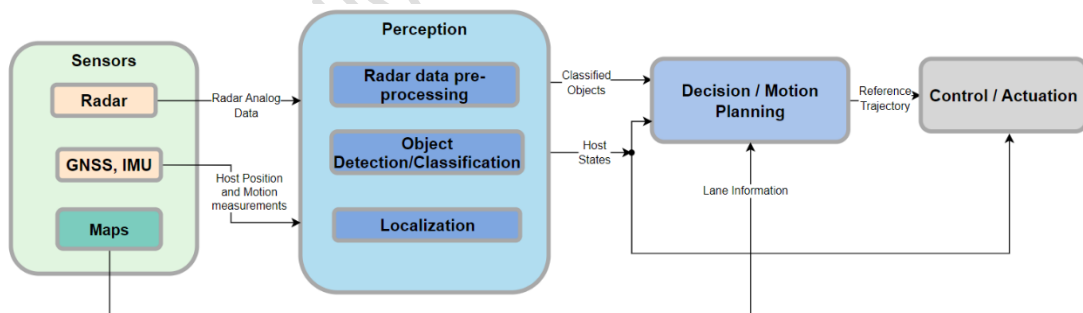 Sensors
Radar
GNSS, IMU
Maps
Radar Analog
Data
Host Position
and Motion
measurements
Perception
Radar data pre-
processing
Object
Detection/Classification
Localization
Classified
Objects
Host
States
Decision / Motion
Planning
Lane Information
Reference
Trajectory
Control / Actuation